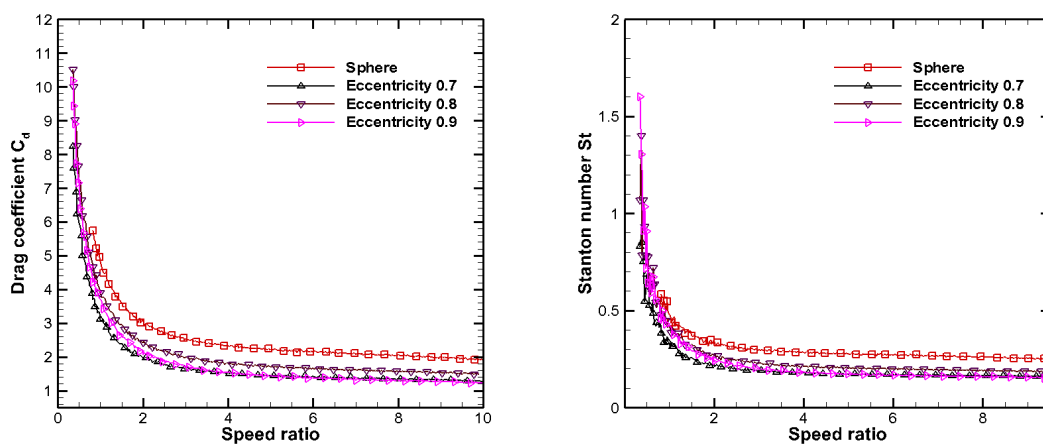 12
11
10
9
8
7
6
5
4
3
2
1
0
2
4
6
8
10
Drag coefficient C_d
Speed ratio
Sphere
Eccentricity 0.7
Eccentricity 0.8
Eccentricity 0.9
2
1.5
1
0.5
0
2
4
6
8
Stanton number St
Speed ratio
Sphere
Eccentricity 0.7
Eccentricity 0.8
Eccentricity 0.9